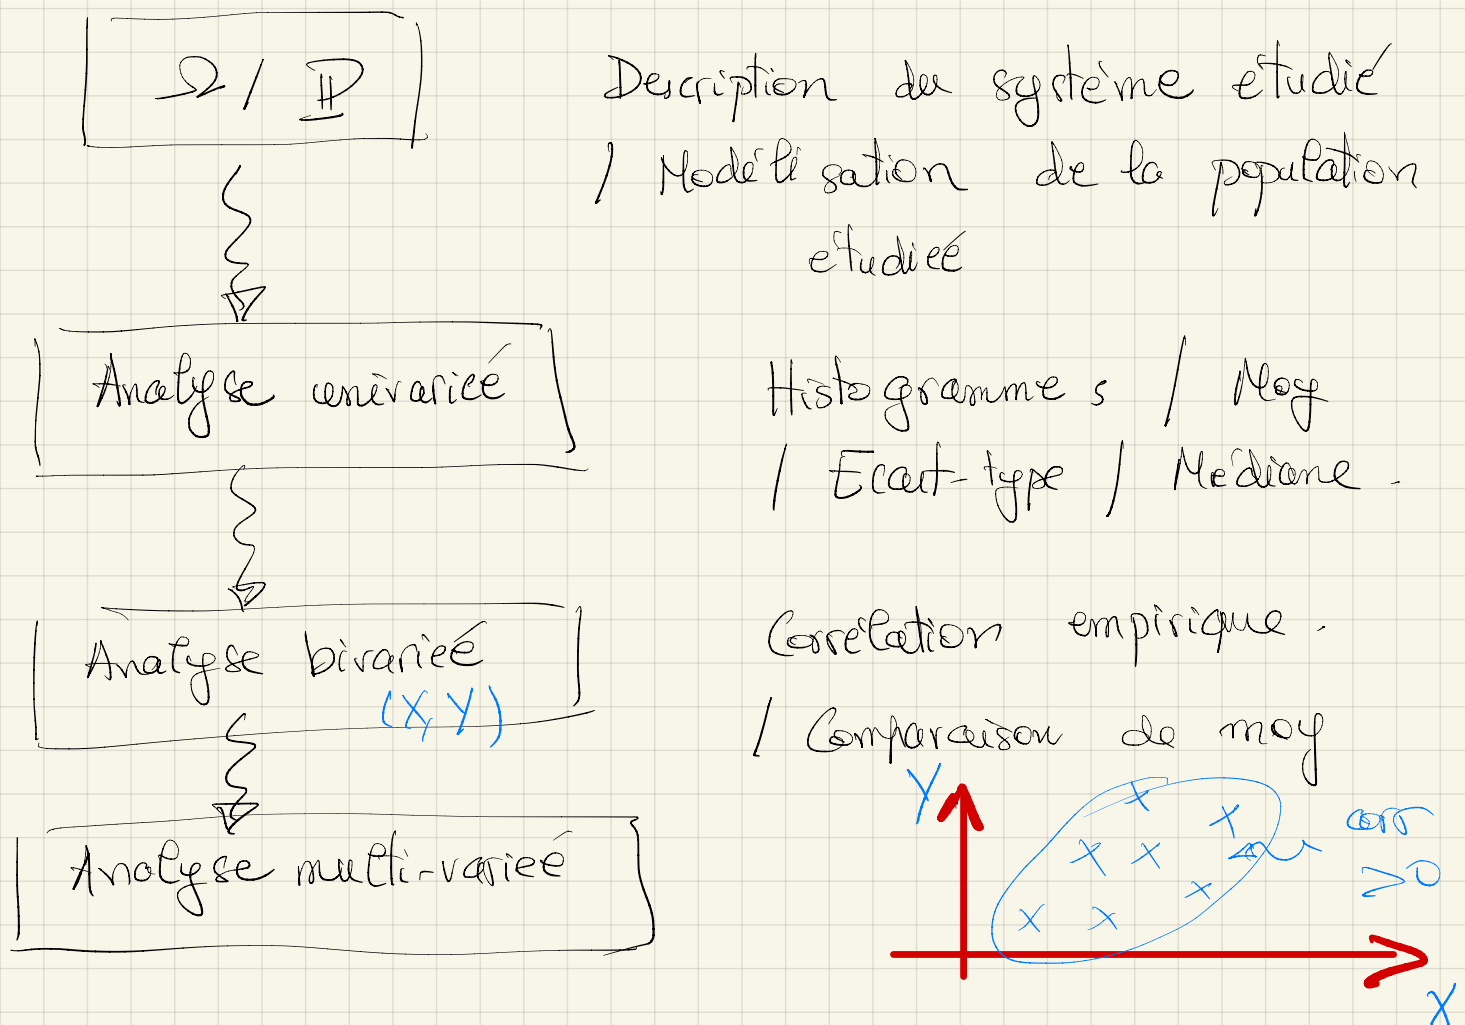 Ω / ID
Description du système étudié
/ Modélisation de la population
étudiée
Analyse univariée
Histogrammes / Moy
/ Ecart-type / Médiane.
Analyse bivariée
(X, Y)
Corrélation empirique.
/ Comparaison de moy
Analyse multi-variée
Y
corr
≥0
X